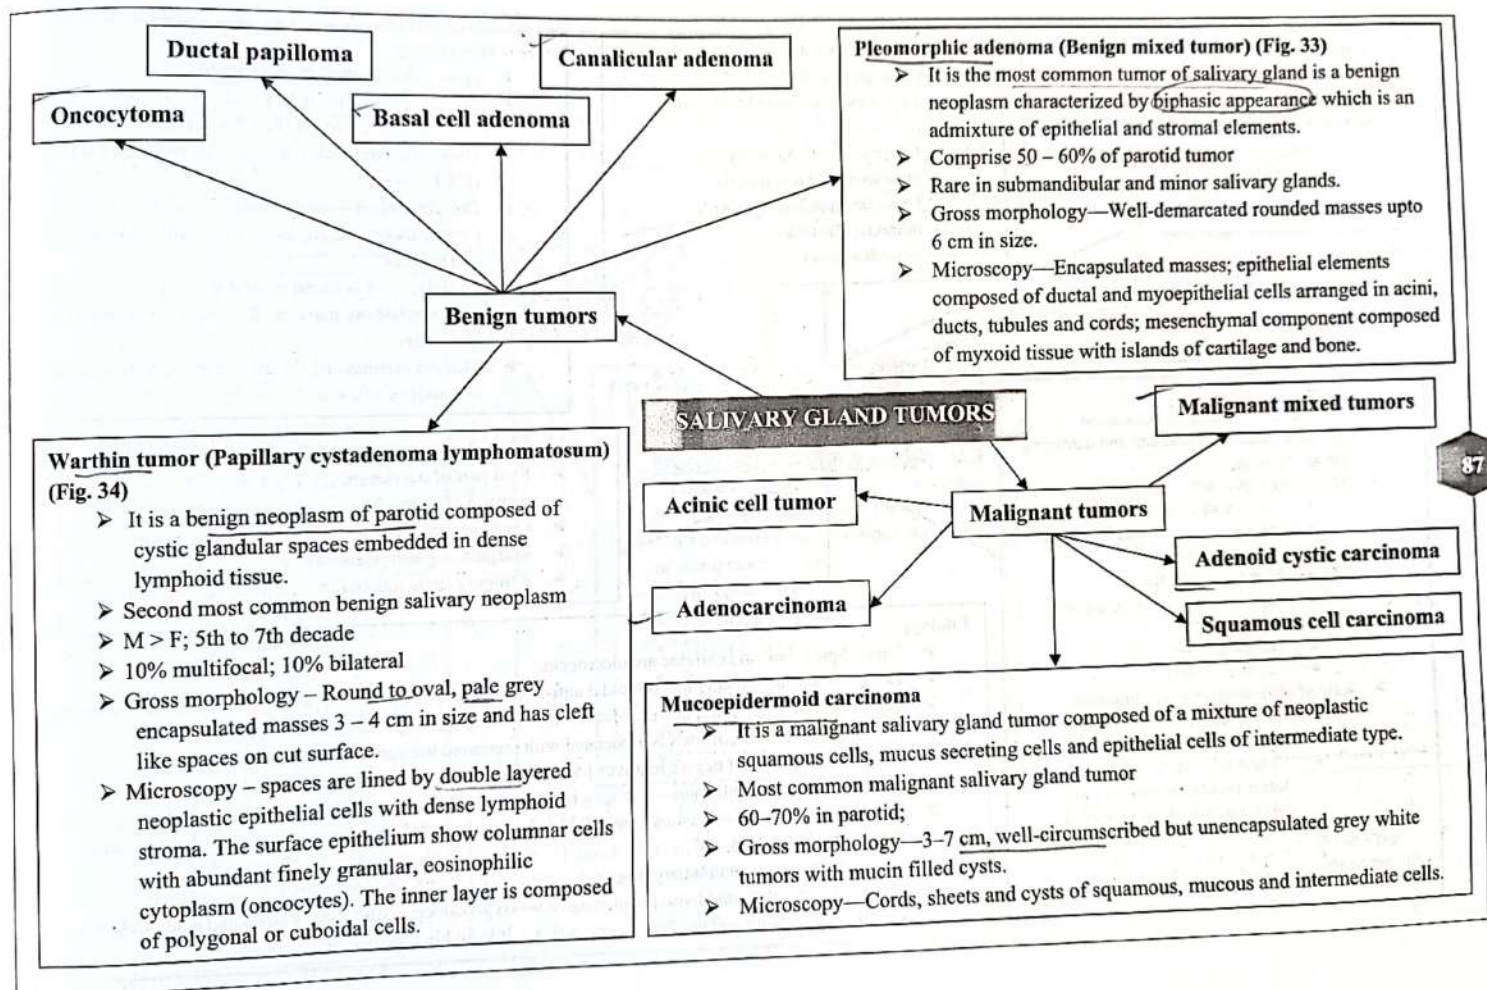 Ductal papilloma
Canalicular adenoma
Oncocytoma
Basal cell adenoma
Benign tumors
Pleomorphic adenoma (Benign mixed tumor) (Fig. 33)
➤ It is the most common tumor of salivary gland is a benign
neoplasm characterized by biphasic appearance which is an
admixture of epithelial and stromal elements.
➤ Comprise 50 – 60% of parotid tumor
➤ Rare in submandibular and minor salivary glands.
➤ Gross morphology—Well-demarcated rounded masses upto
6 cm in size.
➤ Microscopy—Encapsulated masses; epithelial elements
composed of ductal and myoepithelial cells arranged in acini,
ducts, tubules and cords; mesenchymal component composed
of myxoid tissue with islands of cartilage and bone.
SALIVARY GLAND TUMORS
Malignant mixed tumors
87
Acinic cell tumor
Malignant tumors
Adenoid cystic carcinoma
Adenocarcinoma
Squamous cell carcinoma
Warthin tumor (Papillary cystadenoma lymphomatosum)
(Fig. 34)
➤ It is a benign neoplasm of parotid composed of
cystic glandular spaces embedded in dense
lymphoid tissue.
➤ Second most common benign salivary neoplasm
➤ M > F; 5th to 7th decade
➤ 10% multifocal; 10% bilateral
➤ Gross morphology – Round to oval, pale grey
encapsulated masses 3 – 4 cm in size and has cleft
like spaces on cut surface.
➤ Microscopy – spaces are lined by double layered
neoplastic epithelial cells with dense lymphoid
stroma. The surface epithelium show columnar cells
with abundant finely granular, eosinophilic
cytoplasm (oncocytes). The inner layer is composed
of polygonal or cuboidal cells.
Mucoepidermoid carcinoma
➤ It is a malignant salivary gland tumor composed of a mixture of neoplastic
squamous cells, mucus secreting cells and epithelial cells of intermediate type.
➤ Most common malignant salivary gland tumor
➤ 60–70% in parotid;
➤ Gross morphology—3–7 cm, well-circumscribed but unencapsulated grey white
tumors with mucin filled cysts.
➤ Microscopy—Cords, sheets and cysts of squamous, mucous and intermediate cells.